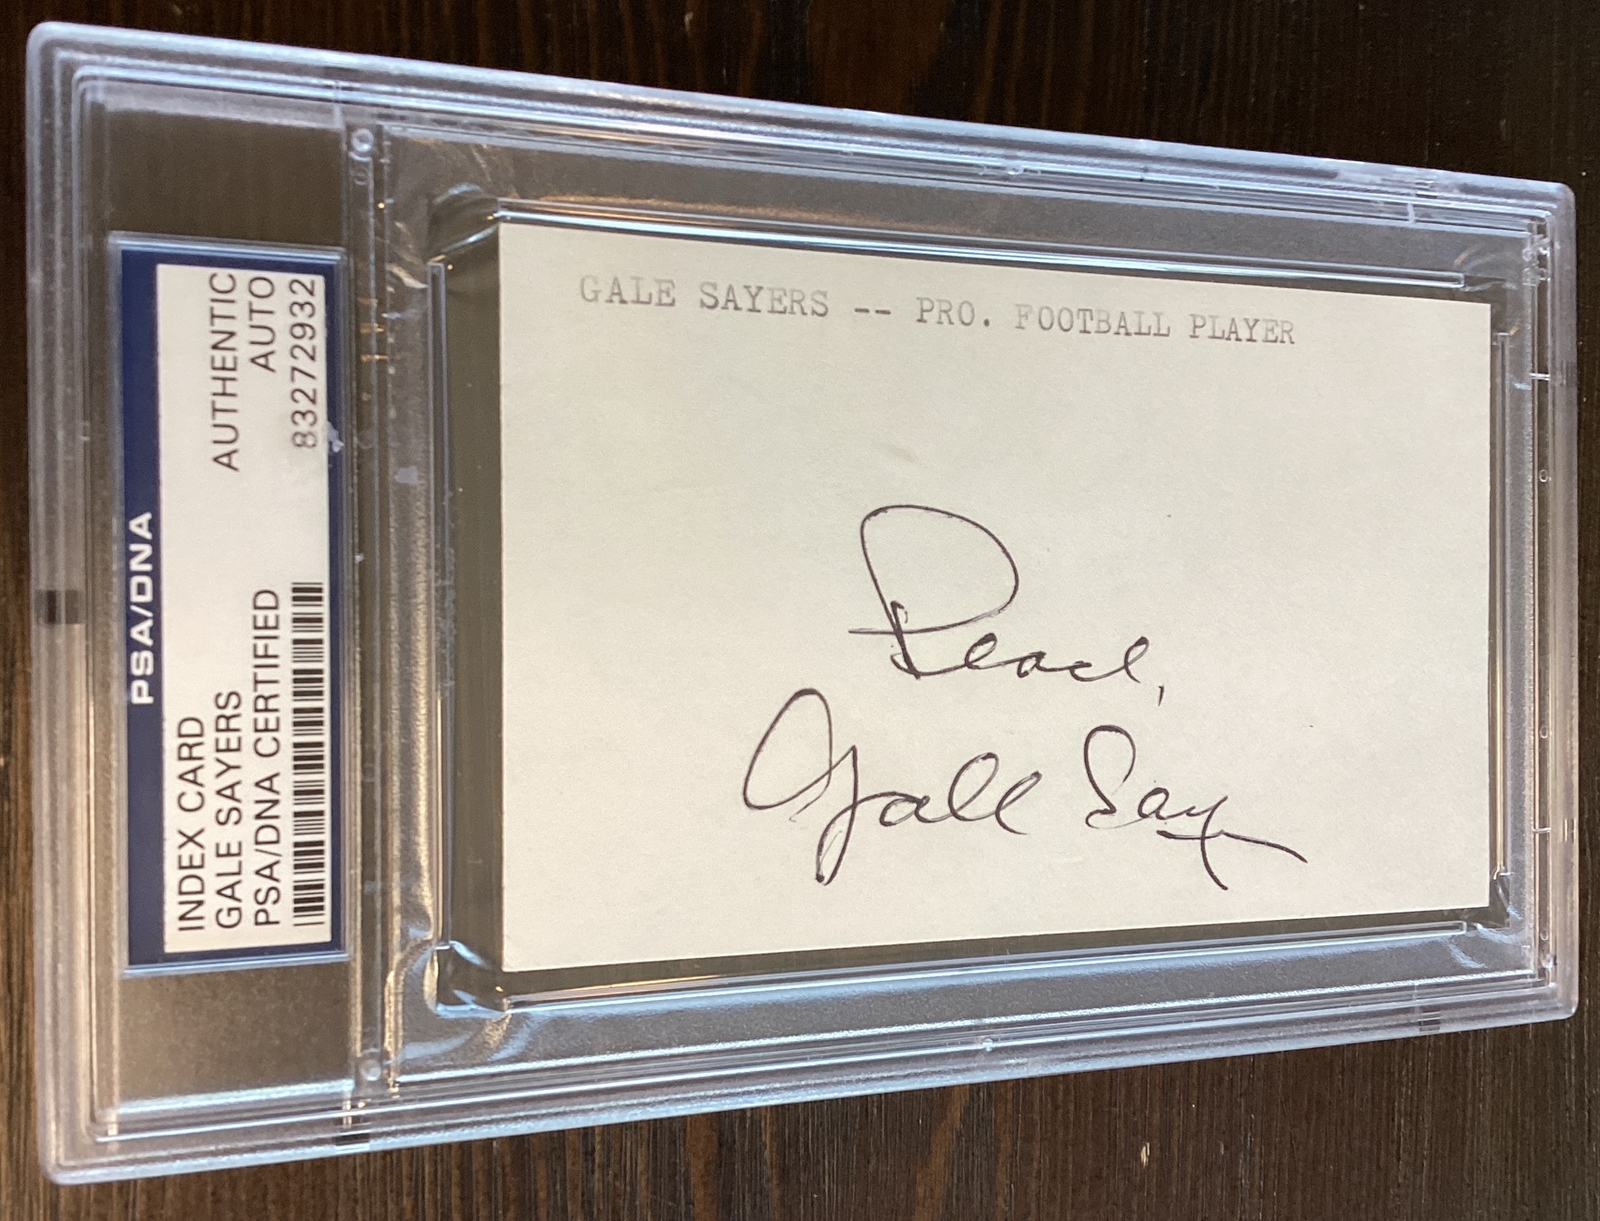 PSA/DNA
INDEX CARD AUTHENTIC
GALE SAYERS AUTO
PSA/DNA CERTIFIED 83272932
GALE SAYERS -- PRO. FOOTBALL PLAYER
Peace,
Gale Sayers